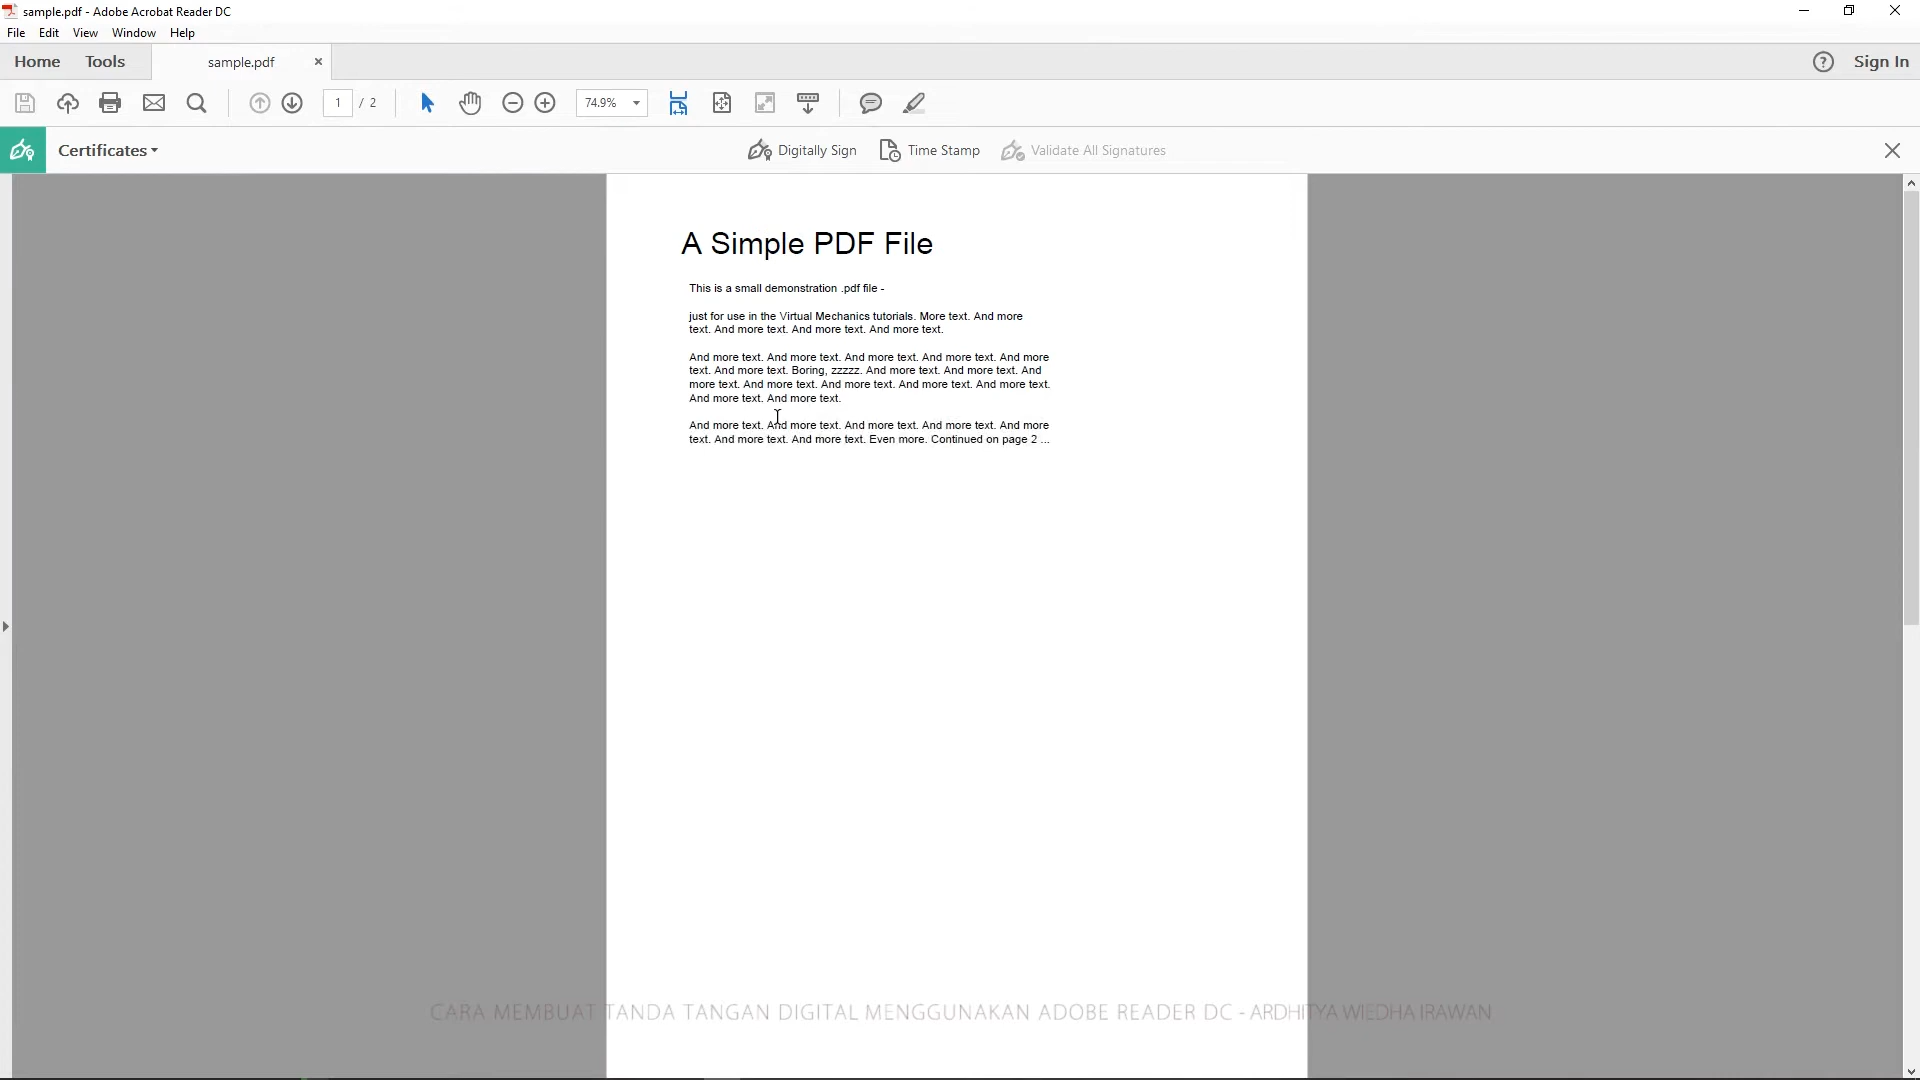 sample.pdf - Adobe Acrobat Reader DC
File Edit View Window Help
Home Tools sample.pdf Sign In
1 / 2 74.9%
Certificates Digitally Sign Time Stamp Validate All Signatures
A Simple PDF File
This is a small demonstration .pdf file -
just for use in the Virtual Mechanics tutorials. More text. And more
text. And more text. And more text. And more text.
And more text. And more text. And more text. And more text. And more
text. And more text. Boring, zzzzz. And more text. And more text. And
more text. And more text. And more text. And more text. And more text.
And more text. And more text.
And more text. And more text. And more text. And more text. And more
text. And more text. And more text. Even more. Continued on page 2 ...
CARA MEMBUAT TANDA TANGAN DIGITAL MENGGUNAKAN ADOBE READER DC - ARDHITYA WIEDHA IRAWAN